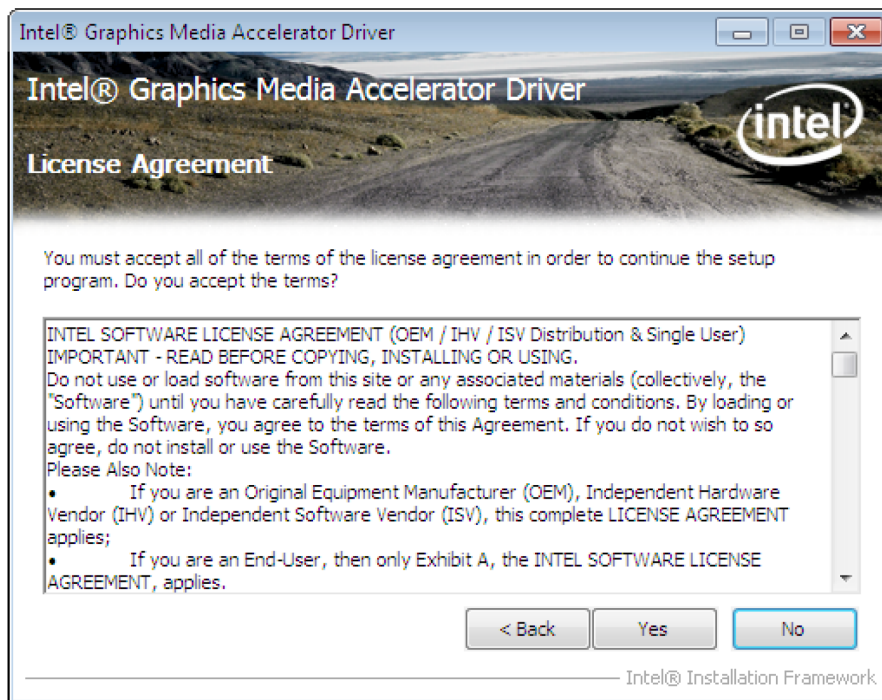 Intel® Graphics Media Accelerator Driver
Intel® Graphics Media Accelerator Driver
intel®
License Agreement
You must accept all of the terms of the license agreement in order to continue the setup
program. Do you accept the terms?
INTEL SOFTWARE LICENSE AGREEMENT (OEM / IHV / ISV Distribution & Single User)
IMPORTANT - READ BEFORE COPYING, INSTALLING OR USING.
Do not use or load software from this site or any associated materials (collectively, the
"Software") until you have carefully read the following terms and conditions. By loading or
using the Software, you agree to the terms of this Agreement. If you do not wish to so
agree, do not install or use the Software.
Please Also Note:
• If you are an Original Equipment Manufacturer (OEM), Independent Hardware
Vendor (IHV) or Independent Software Vendor (ISV), this complete LICENSE AGREEMENT
applies;
• If you are an End-User, then only Exhibit A, the INTEL SOFTWARE LICENSE
AGREEMENT, applies.
< Back Yes No
Intel® Installation Framework